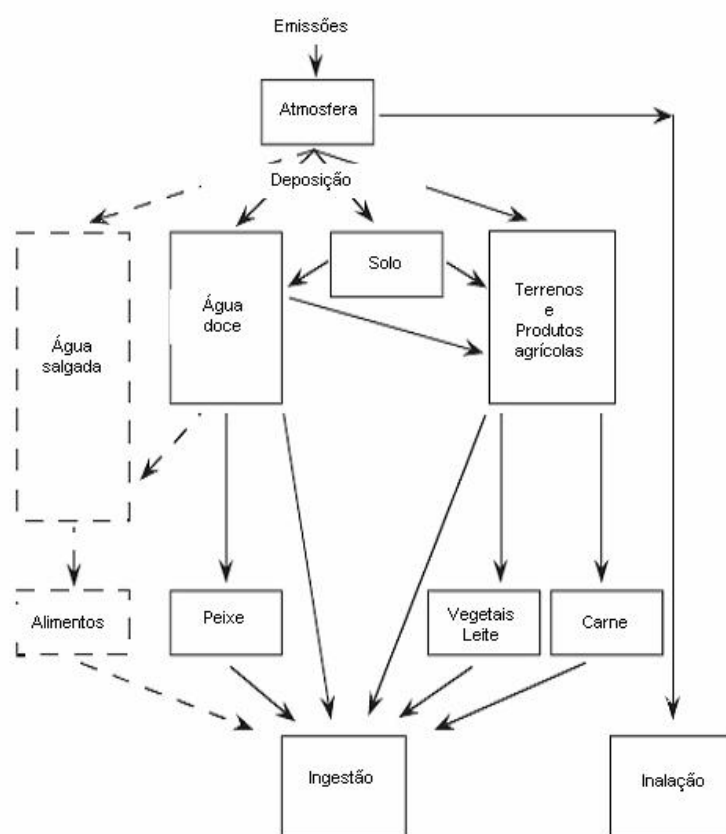 Emissões
Atmosfera
Deposição
Solo
Água
doce
Terrenos
e
Produtos
agrícolas
Água
salgada
Alimentos
Peixe
Vegetais
Leite
Carne
Ingestão
Inalação